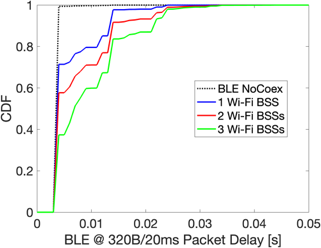 1
0.8
0.6
0.4
0.2
0
CDF
BLE NoCoex
1 Wi-Fi BSS
2 Wi-Fi BSSs
3 Wi-Fi BSSs
0 0.01 0.02 0.03 0.04 0.05
BLE @ 320B/20ms Packet Delay [s]